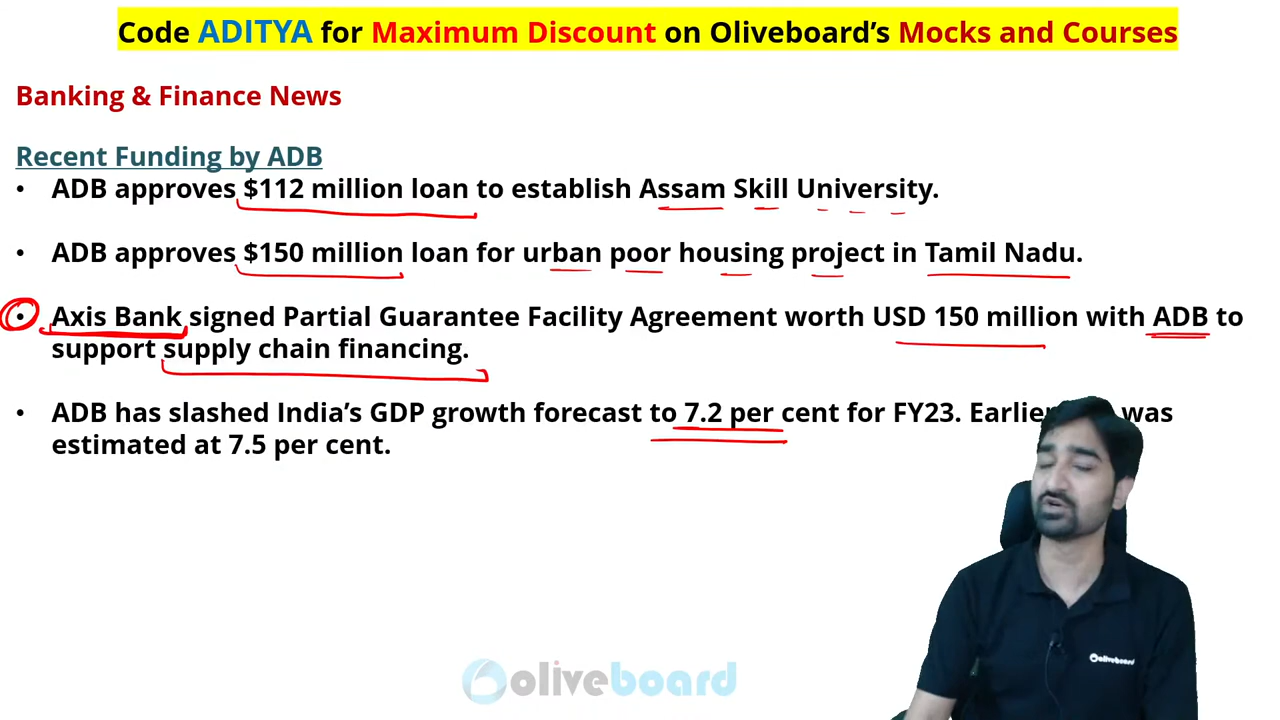 Code ADITYA for Maximum Discount on Oliveboard’s Mocks and Courses
Banking & Finance News
Recent Funding by ADB
• ADB approves $112 million loan to establish Assam Skill University.
• ADB approves $150 million loan for urban poor housing project in Tamil Nadu.
• Axis Bank signed Partial Guarantee Facility Agreement worth USD 150 million with ADB to
support supply chain financing.
• ADB has slashed India’s GDP growth forecast to 7.2 per cent for FY23. Earlier was
estimated at 7.5 per cent.
oliveboard
oliveboard